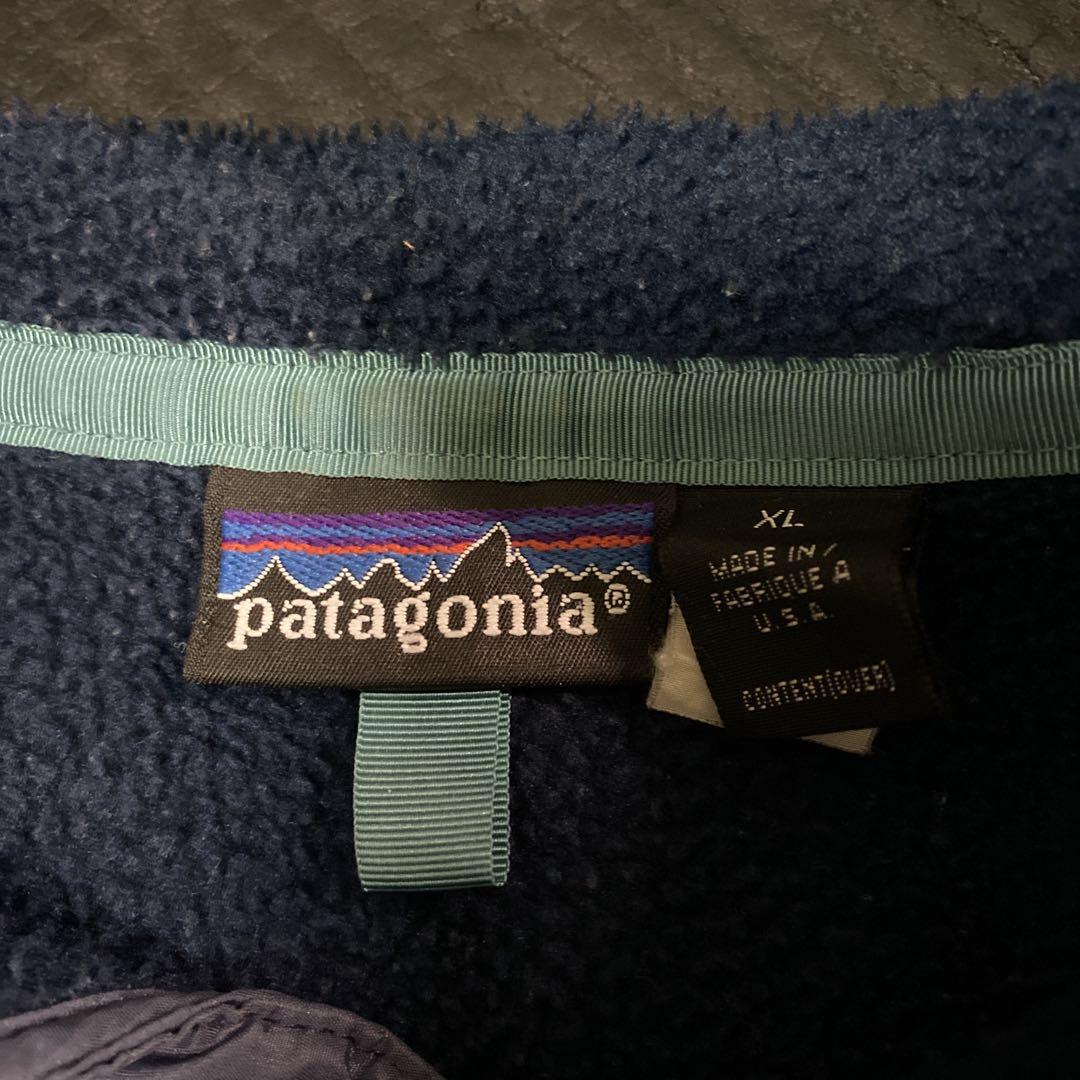 patagonia®
XL
MADE IN/
FABRIQUE A
U.S.A.
CONTENT(OVER)